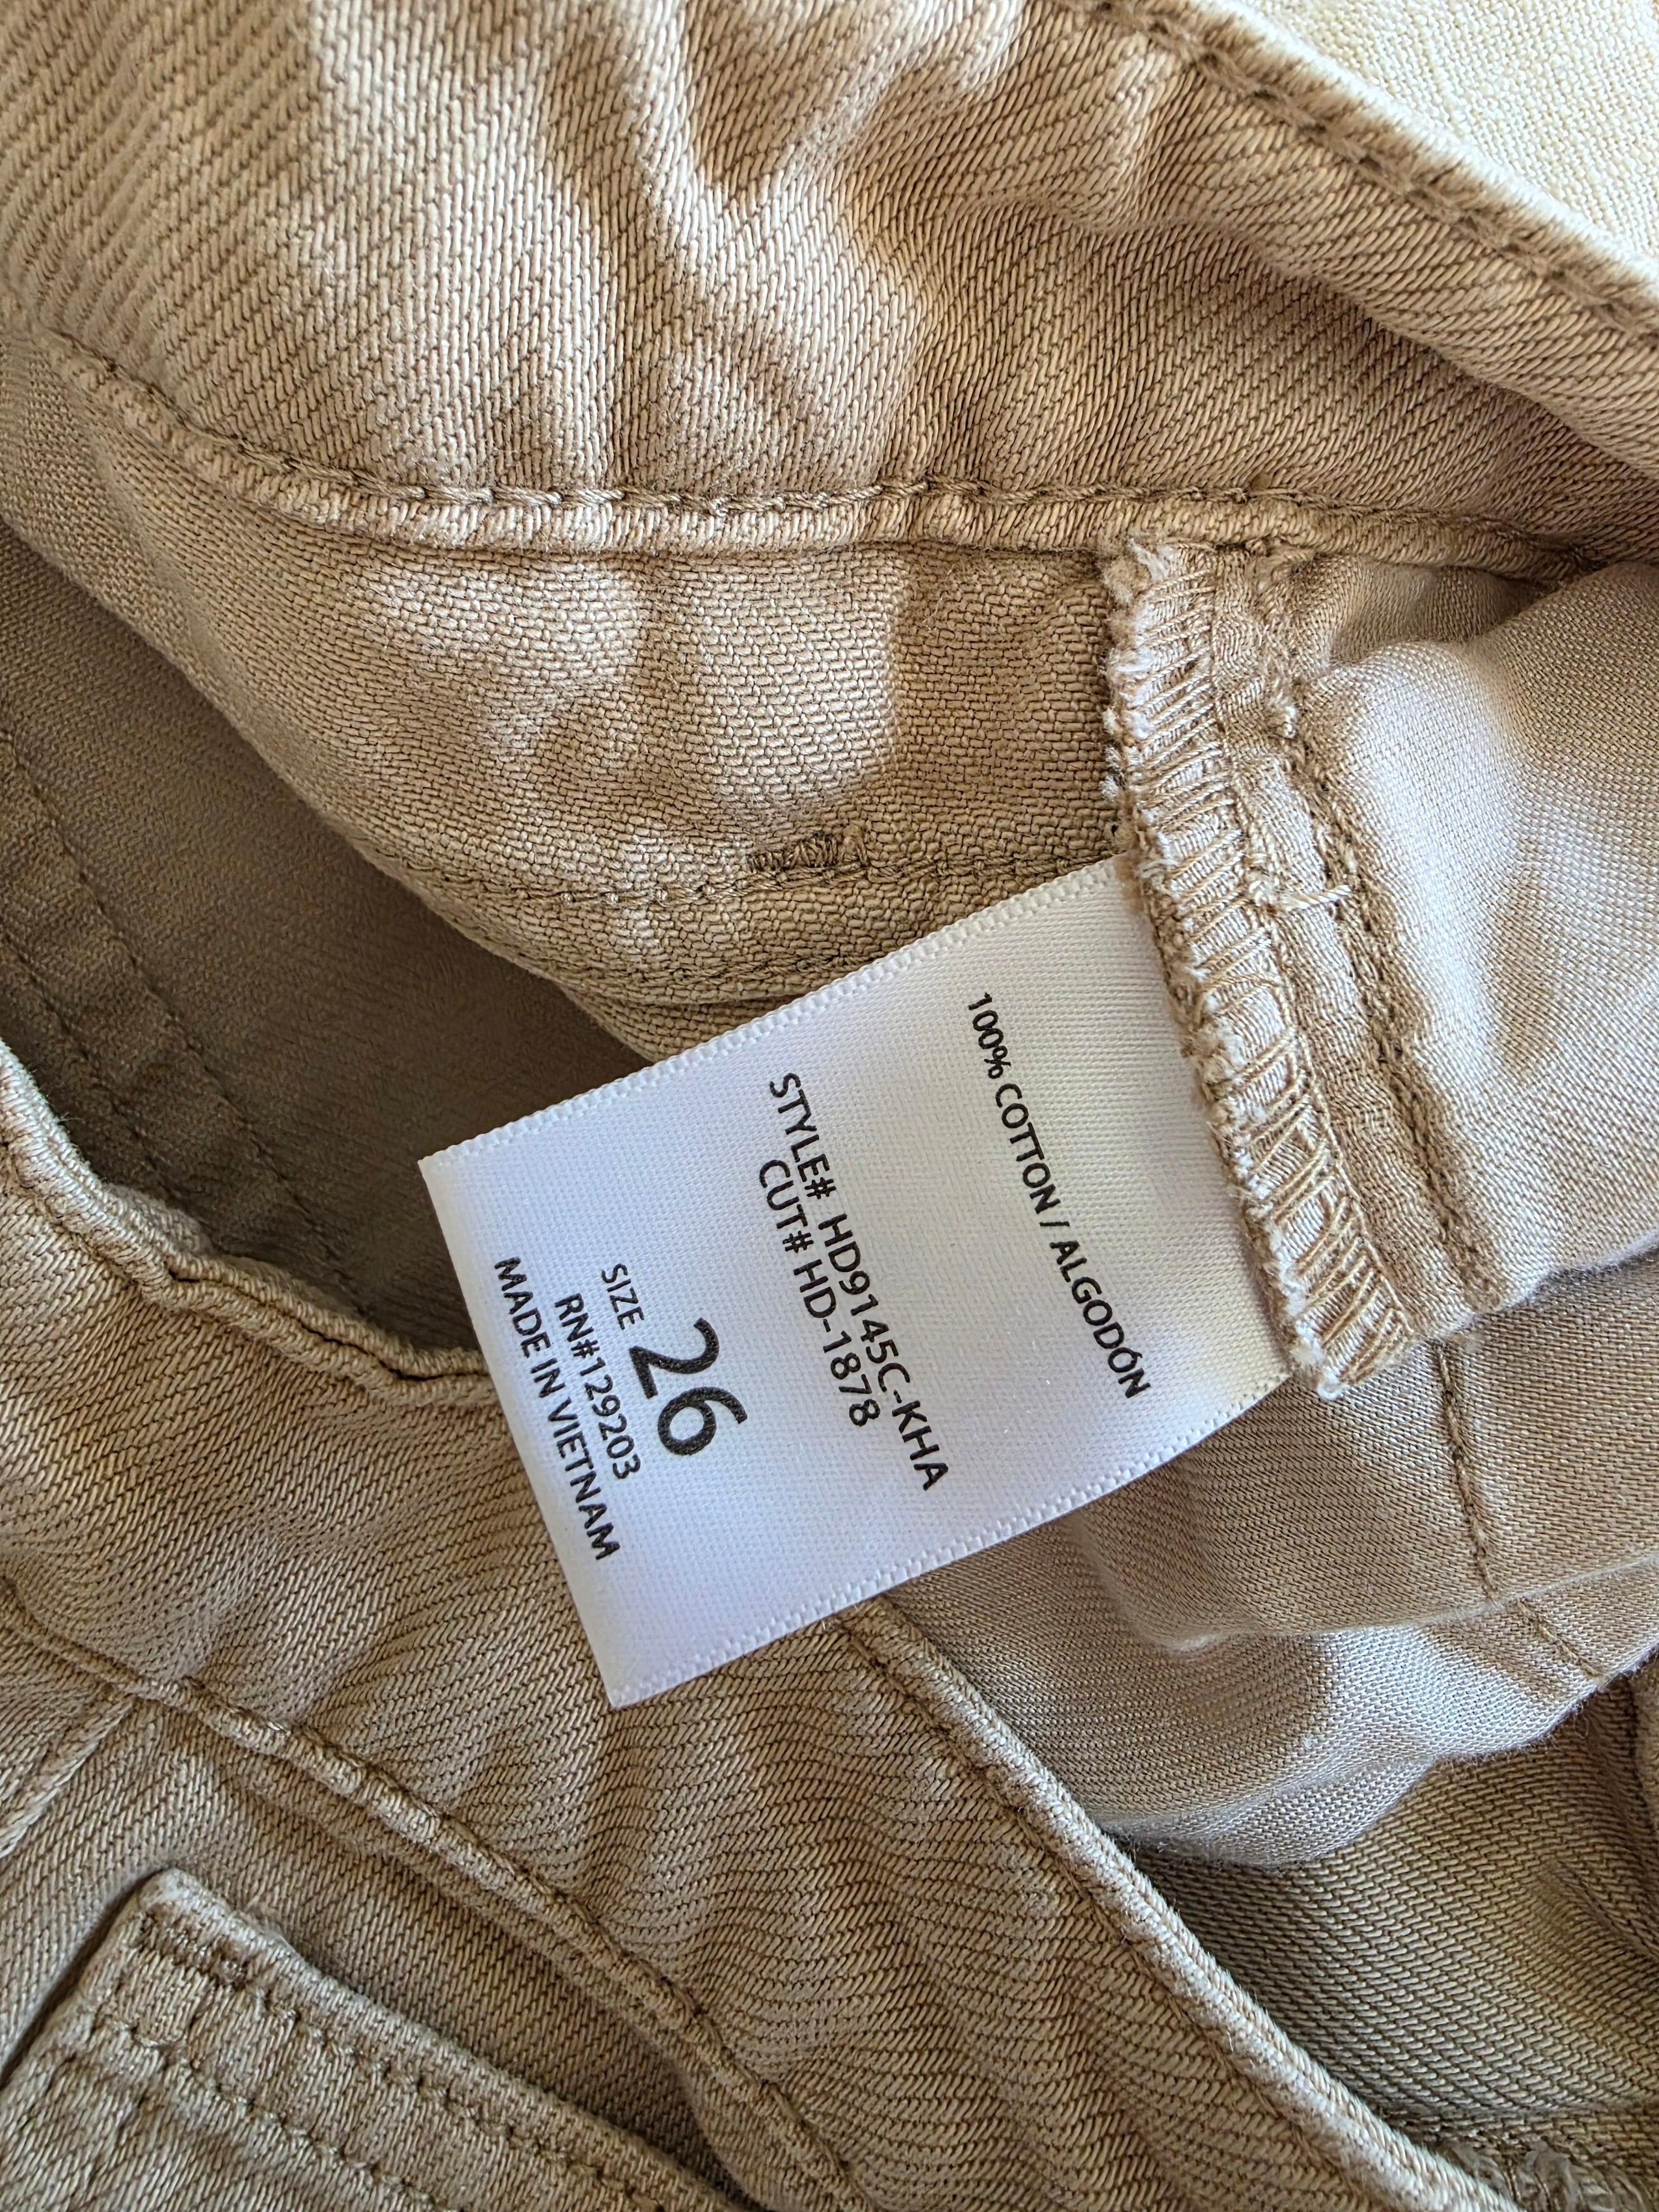 100% COTTON / ALGODÓN
STYLE# HD9145C-KHA
CUT# HD-1878
SIZE 26
RN#129203
MADE IN VIETNAM